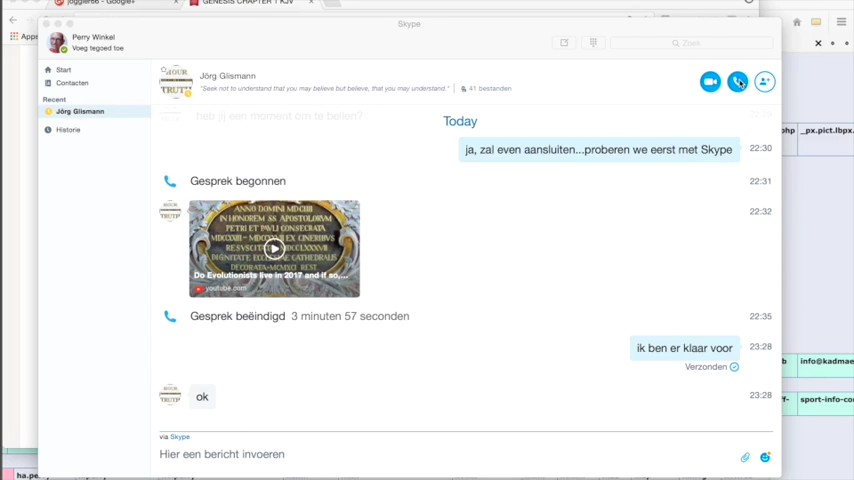 joggler66 - Google+
GENESIS CHAPTER 1 KJV
Skype
Perry Winkel
Voeg tegoed toe
Zoek
Start
Contacten
Recent
Jörg Glismann
Historie
Jörg Glismann
"Seek not to understand that you may believe but believe, that you may understand"
41 bestanden
heb jij een moment om te bellen?
Today
ja, zal even aansluiten...proberen we eerst met Skype
22:30
Gesprek begonnen
22:31
22:32
ANNO DOMINI MDCIII
IN HONOREM SS APOSTOLORVM
PETRI ET PVLI CONSECRATA
Do Evolutionists live in 2017 and if so,...
youtube.com
Gesprek beëindigd 3 minuten 57 seconden
22:35
ik ben er klaar voor
23:28
Verzonden
HOUR
TRUTH
ok
23:28
via Skype
Hier een bericht invoeren
php
_px.pict.lbpx.
info@kadmae
sport-info-cor
ha.pe